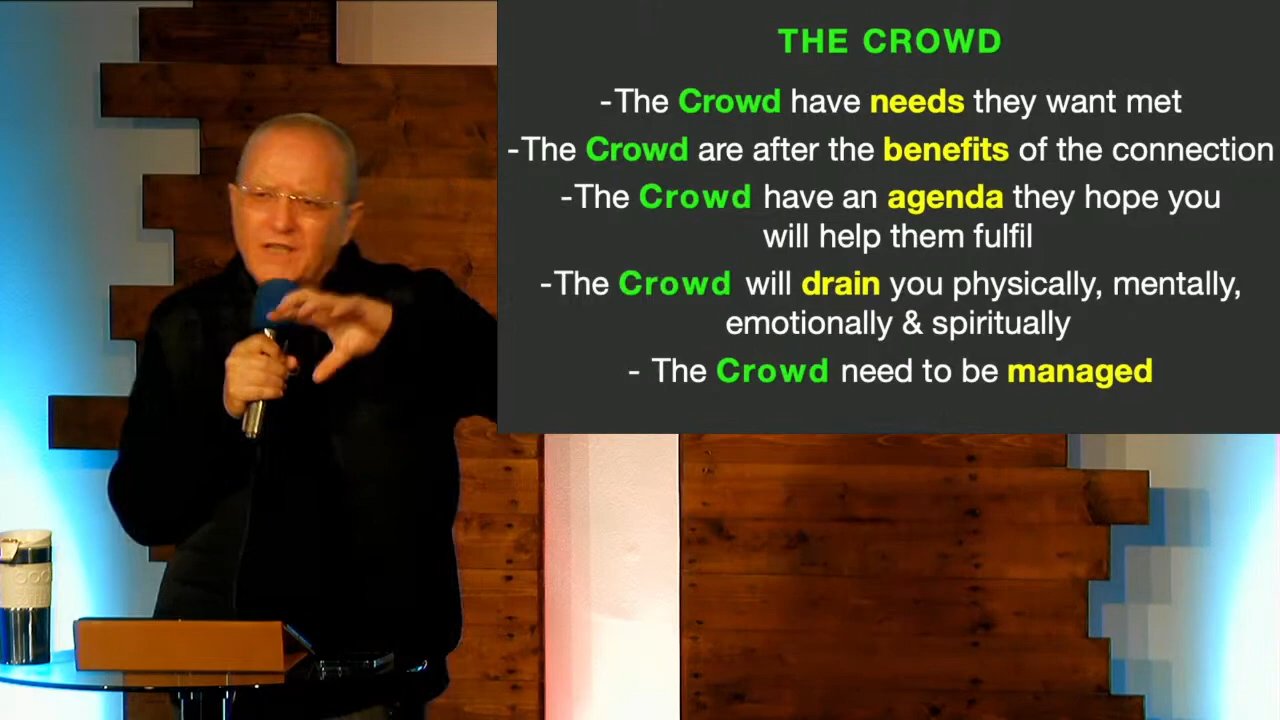 THE CROWD
-The Crowd have needs they want met
-The Crowd are after the benefits of the connection
-The Crowd have an agenda they hope you
will help them fulfil
-The Crowd will drain you physically, mentally,
emotionally & spiritually
- The Crowd need to be managed